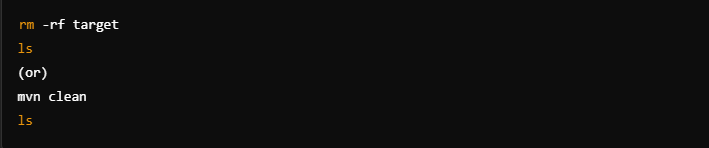 rm -rf target
ls
(or)
mvn clean
ls